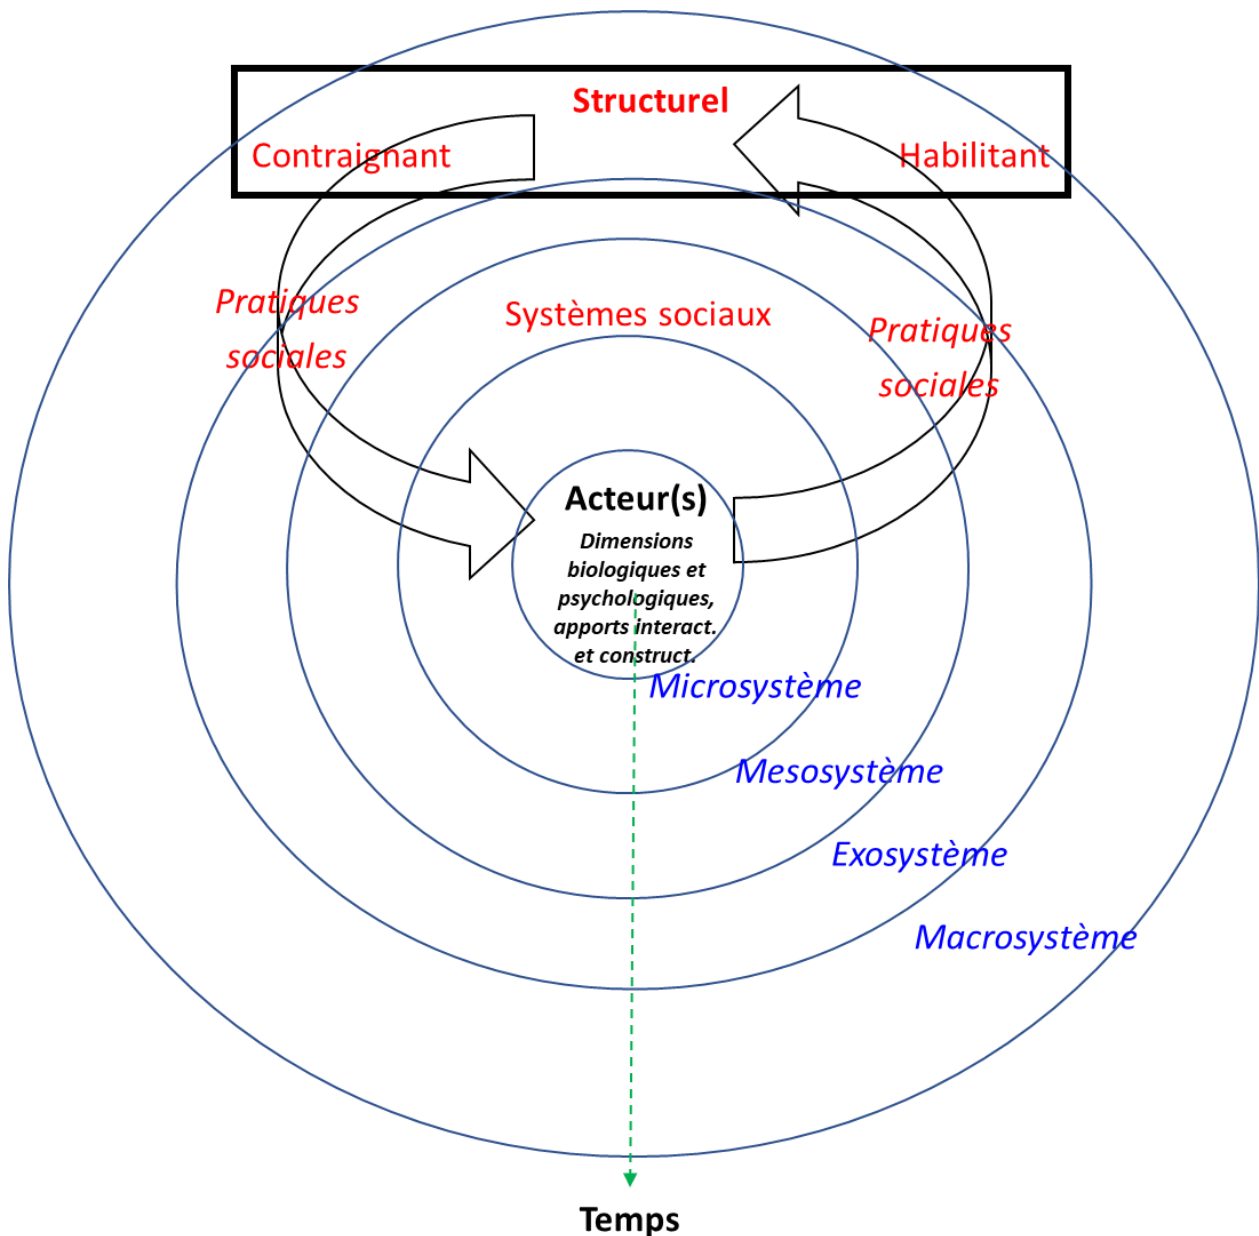 Structurel
Contraignant
Habilitant
Pratiques
sociales
Systèmes sociaux
Pratiques
sociales
Acteur(s)
Dimensions
biologiques et
psychologiques,
apports interact.
et construct.
Microsystème
Mesosystème
Exosystème
Macrosystème
Temps